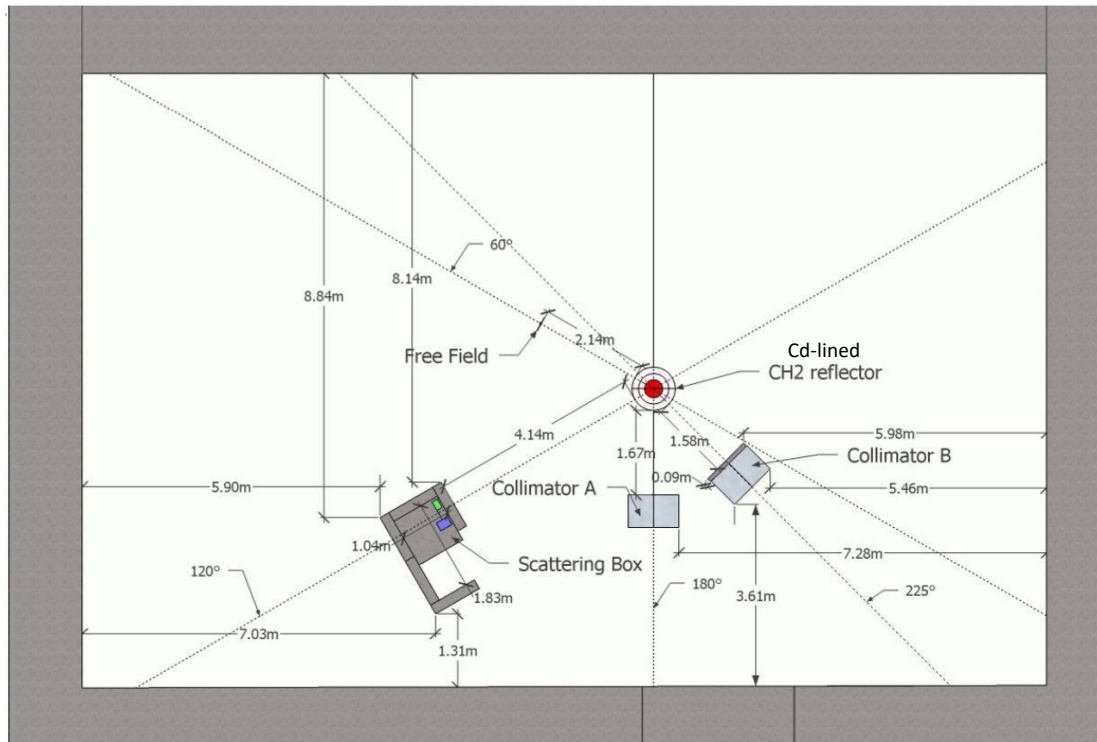 60°
8.14m
8.84m
2.14m
Free Field
Cd-lined
CH2 reflector
4.14m
1.58m
5.98m
1.67m
Collimator B
0.09m
5.90m
Collimator A
5.46m
1.04m
7.28m
Scattering Box
120°
180°
3.61m
225°
1.83m
7.03m
1.31m